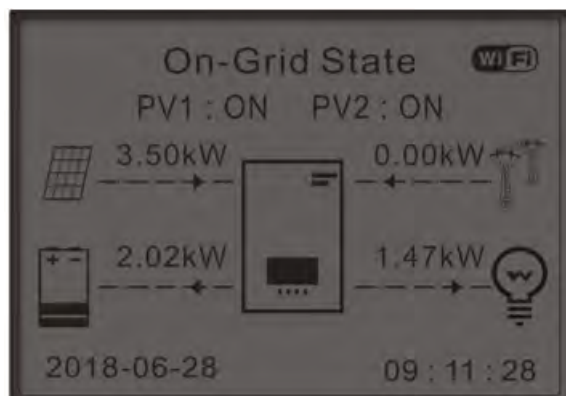 On-Grid State WiFi
PV1 : ON PV2 : ON
3.50kW 0.00kW
2.02kW 1.47kW
2018-06-28 09 : 11 : 28